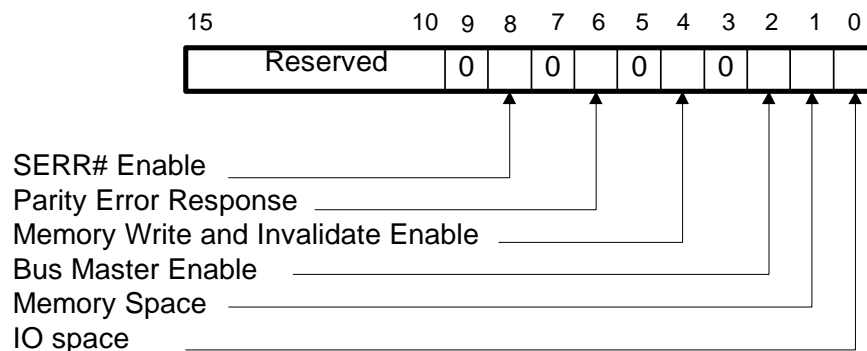 15 10 9 8 7 6 5 4 3 2 1 0
Reserved 0 0 0 0
SERR# Enable
Parity Error Response
Memory Write and Invalidate Enable
Bus Master Enable
Memory Space
IO space